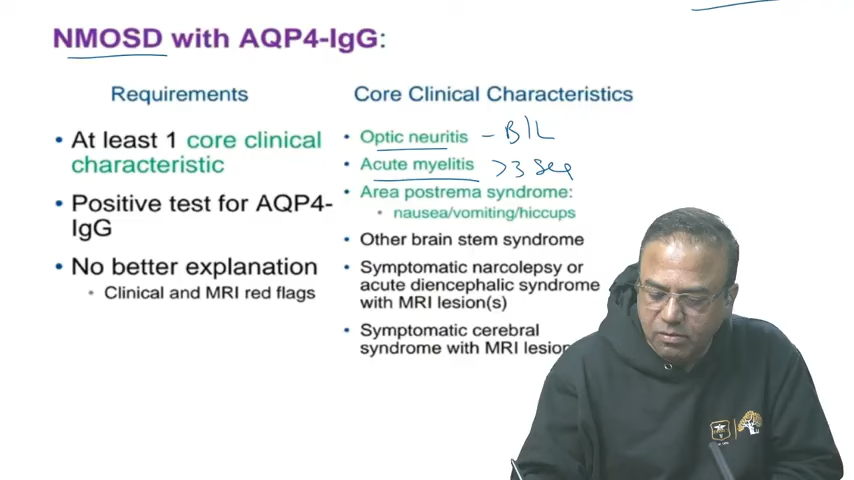 NMOSD with AQP4-IgG:
Requirements
• At least 1 core clinical
characteristic
• Positive test for AQP4-
IgG
• No better explanation
• Clinical and MRI red flags
Core Clinical Characteristics
• Optic neuritis - B/L
• Acute myelitis >3 seg
• Area postrema syndrome:
• nausea/vomiting/hiccups
• Other brain stem syndrome
• Symptomatic narcolepsy or
acute diencephalic syndrome
with MRI lesion(s)
• Symptomatic cerebral
syndrome with MRI lesion